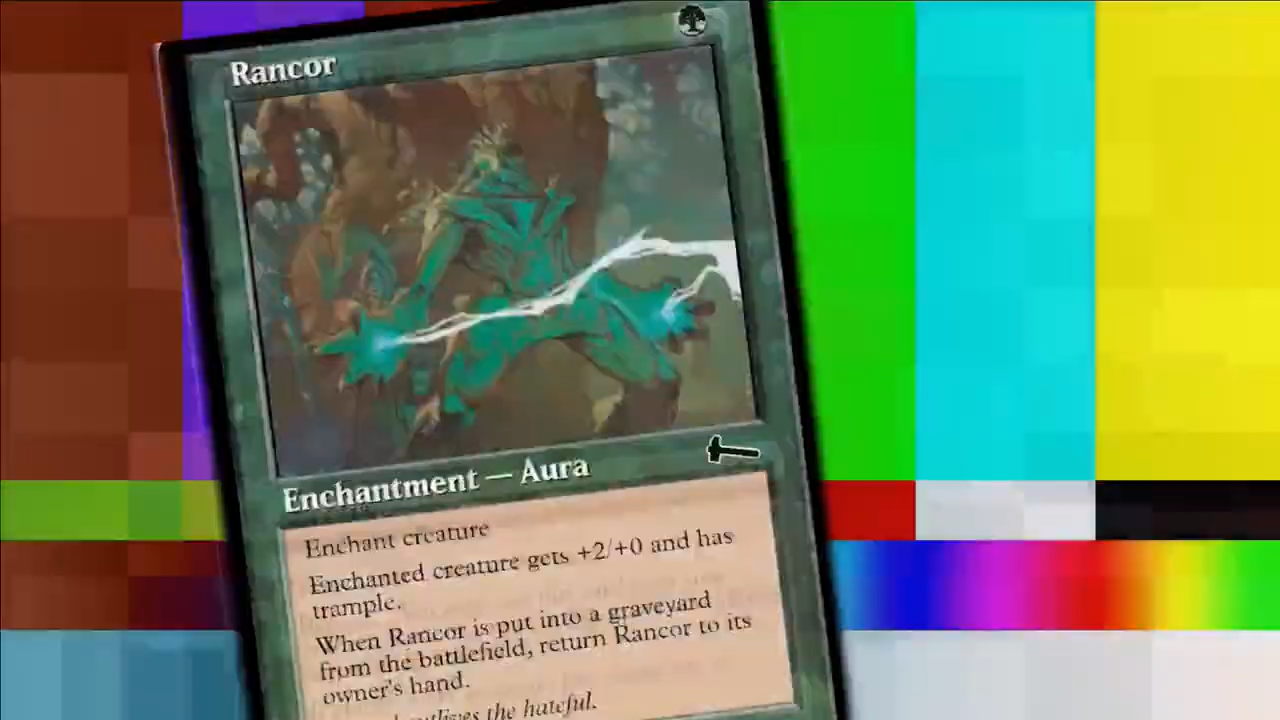 Rancor
Enchantment — Aura
Enchant creature
Enchanted creature gets +2/+0 and has
trample.
When Rancor is put into a graveyard
from the battlefield, return Rancor to its
owner's hand.
outlives the hateful.